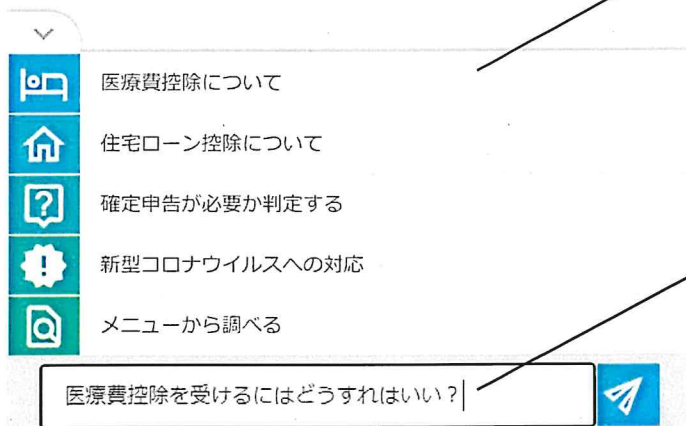 医療費控除について
住宅ローン控除について
確定申告が必要か判定する
新型コロナウイルスへの対応
メニューから調べる
医療費控除を受けるにはどうすればいい？